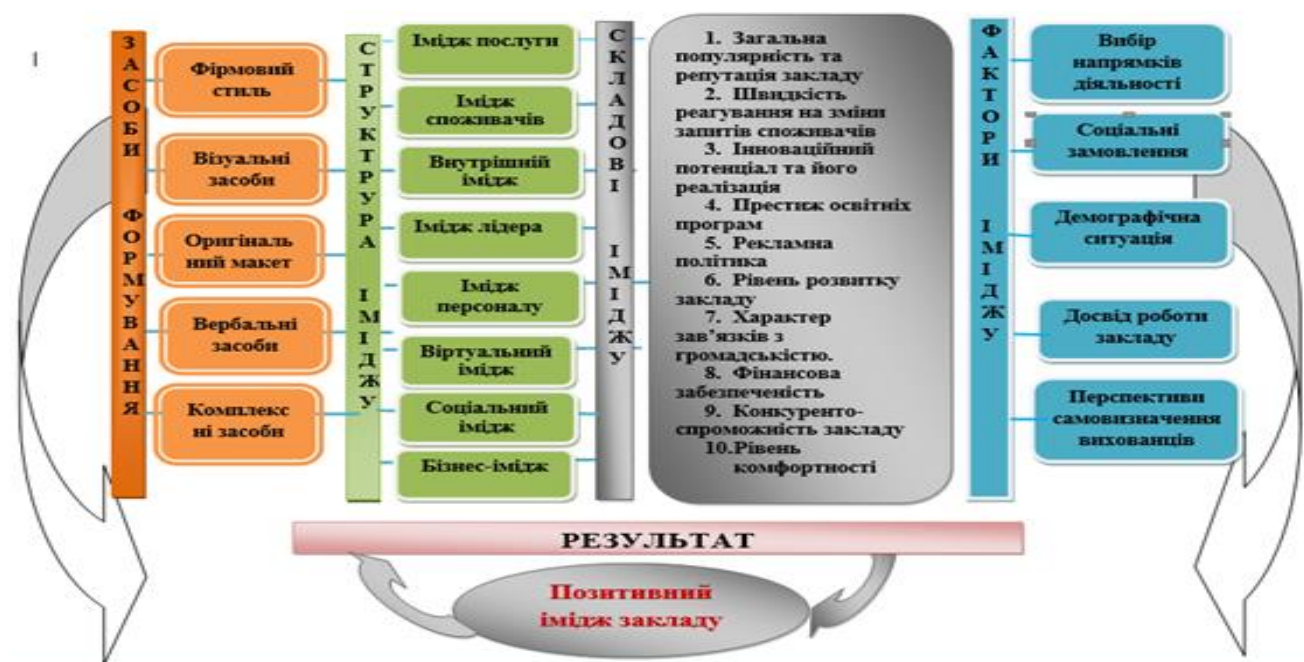 ЗАСОБИ ФОРМУВАННЯ
Фірмовий
стиль
Візуальні
засоби
Оригіналь
ний макет
Вербальні
засоби
Комплекс
ні засоби
СТРУКТРУРА ІМІДЖУ
Імідж послуги
Імідж
споживачів
Внутрішній
імідж
Імідж лідера
Імідж
персоналу
Віртуальний
імідж
Соціальний
імідж
Бізнес-імідж
СКЛАДОВІ ІМІДЖУ
1. Загальна
популярність та
репутація закладу
2. Швидкість
реагування на зміни
запитів споживачів
3. Інноваційний
потенціал та його
реалізація
4. Престиж освітніх
програм
5. Рекламна
політика
6. Рівень розвитку
закладу
7. Характер
зав’язків з
громадськістю.
8. Фінансова
забезпеченість
9. Конкуренто-
спроможність закладу
10.Рівень
комфортності
ФАКТОРИ ІМІДЖУ
Вибір
напрямків
діяльності
Соціальні
замовлення
Демографічна
ситуація
Досвід роботи
закладу
Перспективи
самовизначення
вихованців
РЕЗУЛЬТАТ
Позитивний
імідж закладу